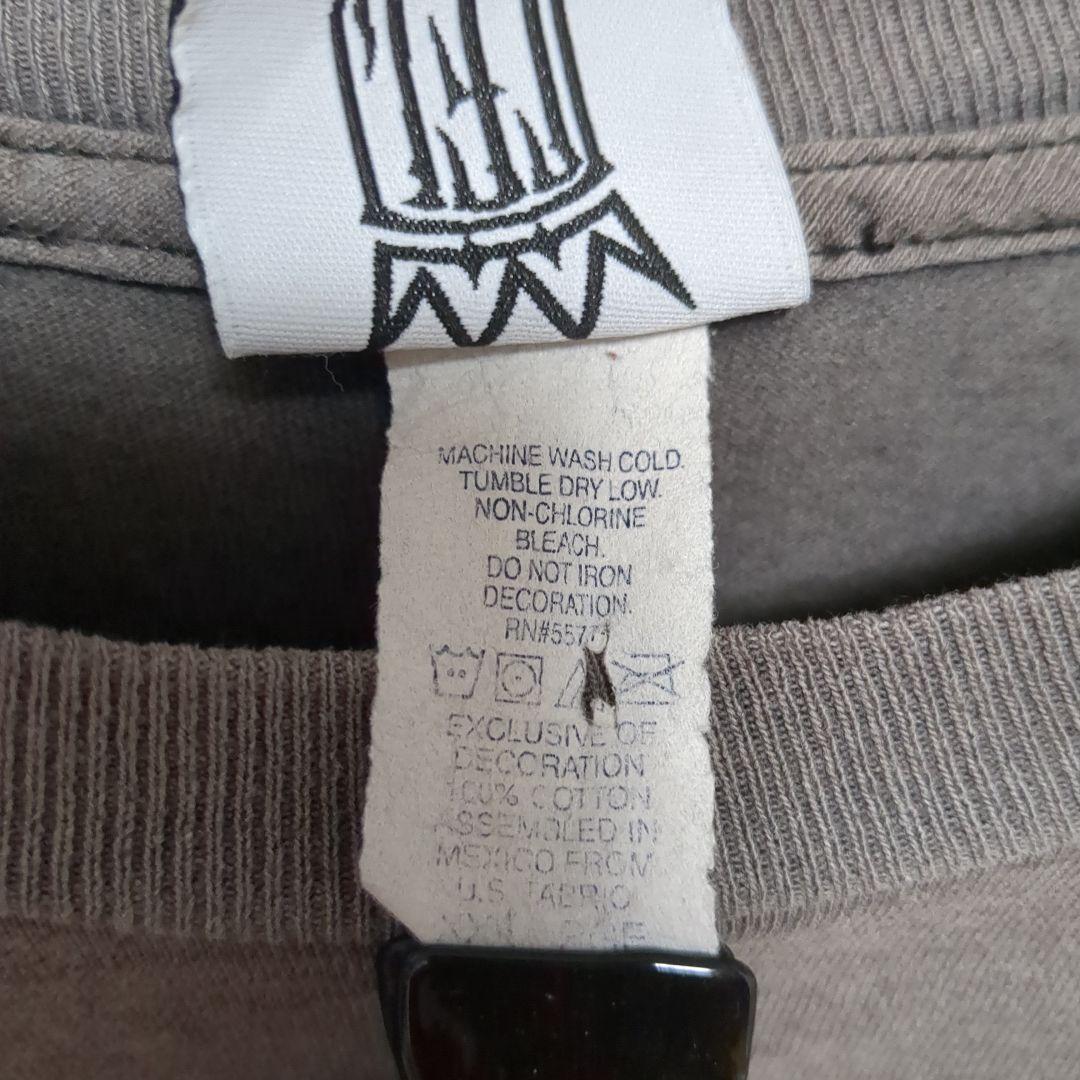 MACHINE WASH COLD.
TUMBLE DRY LOW.
NON-CHLORINE
BLEACH.
DO NOT IRON
DECORATION.
EXCLUSIVE OF
DECORATION
100% COTTON
ASSEMBLED IN
MEXICO FROM
U.S. FABRIC